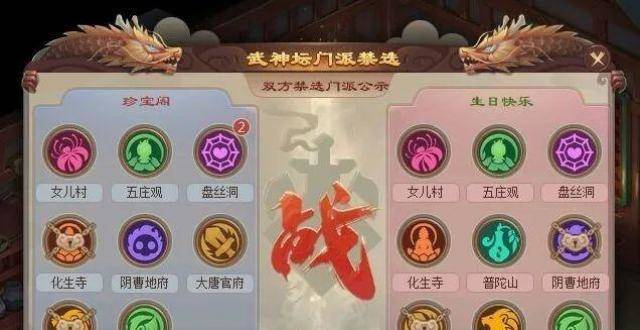 武神坛门派禁选
双方禁选门派公示
珍宝阁
生日快乐
2
女儿村 五庄观 盘丝洞
女儿村 五庄观 盘丝洞
战
化生寺 阴曹地府 大唐官府
化生寺 普陀山 阴曹地府